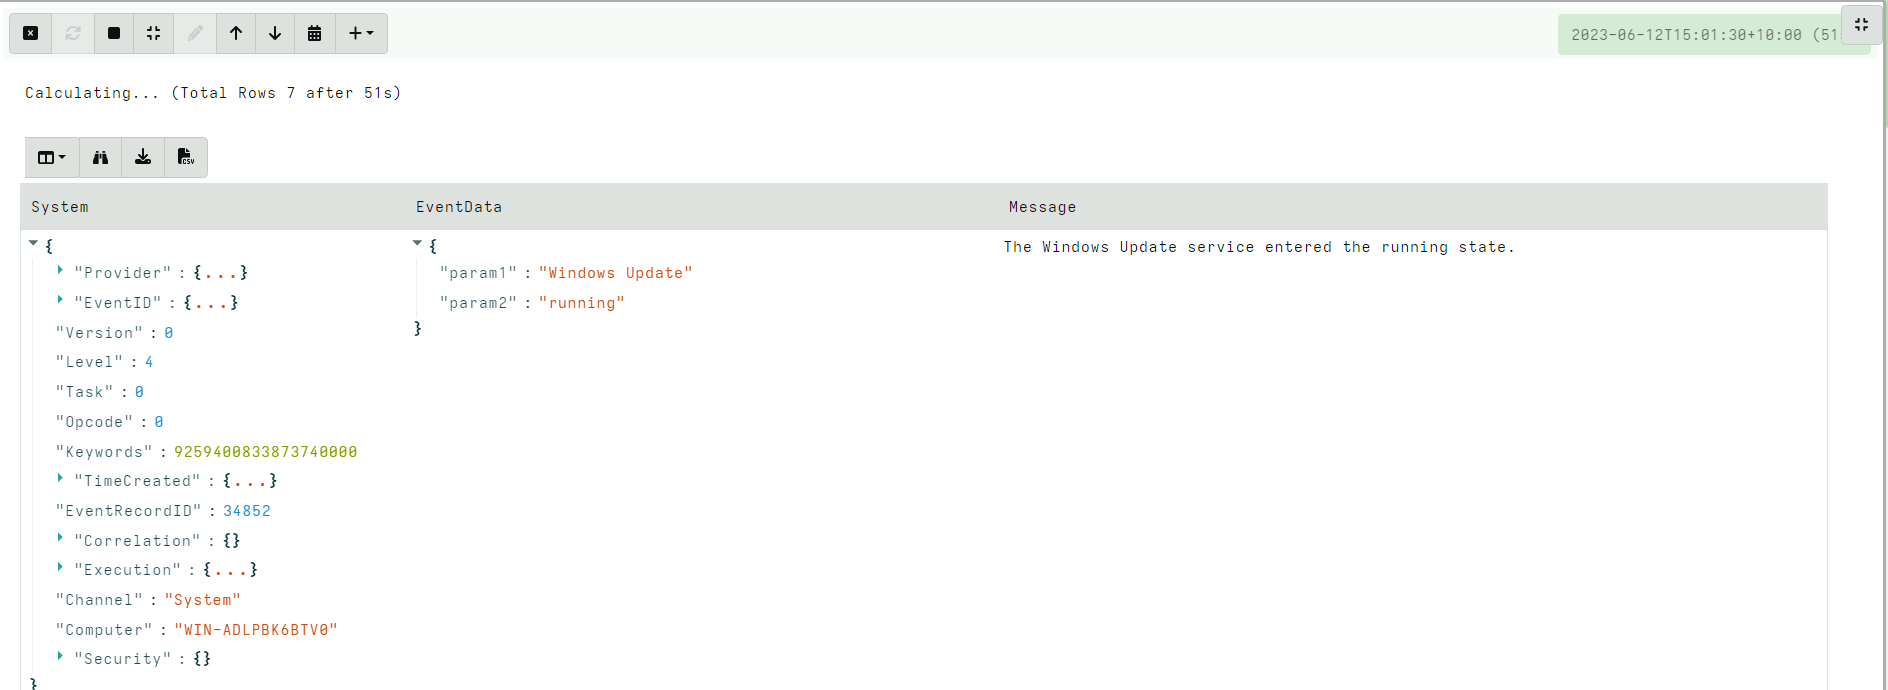 2023-06-12T15:01:30+10:00 (51
Calculating... (Total Rows 7 after 51s)
CSV
System EventData Message
{ { The Windows Update service entered the running state.
"Provider" : {...} "param1" : "Windows Update"
"EventID" : {...} "param2" : "running"
"Version" : 0 }
"Level" : 4
"Task" : 0
"Opcode" : 0
"Keywords" : 9259400833873740000
"TimeCreated" : {...}
"EventRecordID" : 34852
"Correlation" : {}
"Execution" : {...}
"Channel" : "System"
"Computer" : "WIN-ADLPBK6BTV0"
"Security" : {}
}